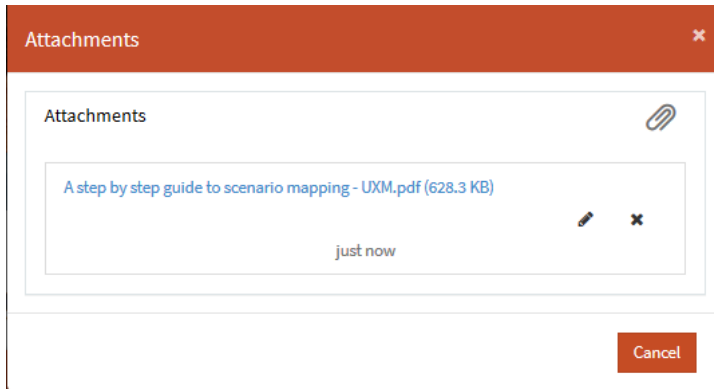 Attachments
Attachments
A step by step guide to scenario mapping - UXM.pdf (628.3 KB)
just now
Cancel